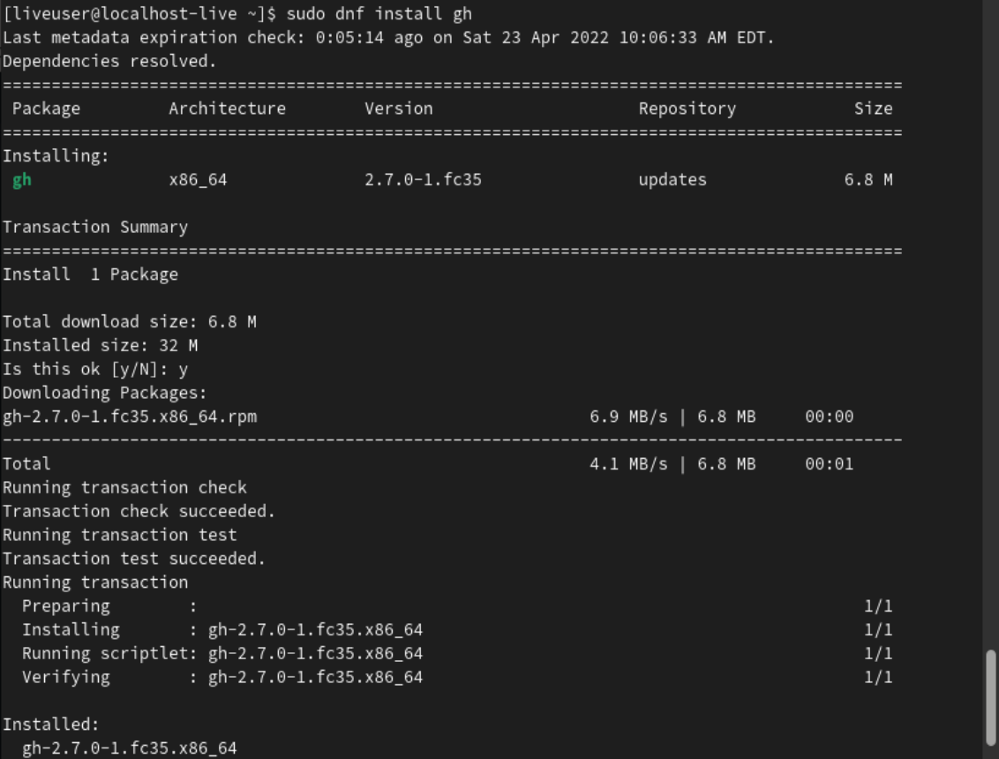 [liveuser@localhost-live ~]$ sudo dnf install gh
Last metadata expiration check: 0:05:14 ago on Sat 23 Apr 2022 10:06:33 AM EDT.
Dependencies resolved.
============================================================================================
 Package         Architecture        Version                     Repository            Size
============================================================================================
Installing:
 gh              x86_64              2.7.0-1.fc35                updates              6.8 M

Transaction Summary
============================================================================================
Install  1 Package

Total download size: 6.8 M
Installed size: 32 M
Is this ok [y/N]: y
Downloading Packages:
gh-2.7.0-1.fc35.x86_64.rpm                                  6.9 MB/s | 6.8 MB     00:00
--------------------------------------------------------------------------------------------
Total                                                       4.1 MB/s | 6.8 MB     00:01
Running transaction check
Transaction check succeeded.
Running transaction test
Transaction test succeeded.
Running transaction
  Preparing        :                                                                    1/1
  Installing       : gh-2.7.0-1.fc35.x86_64                                             1/1
  Running scriptlet: gh-2.7.0-1.fc35.x86_64                                             1/1
  Verifying        : gh-2.7.0-1.fc35.x86_64                                             1/1

Installed:
  gh-2.7.0-1.fc35.x86_64